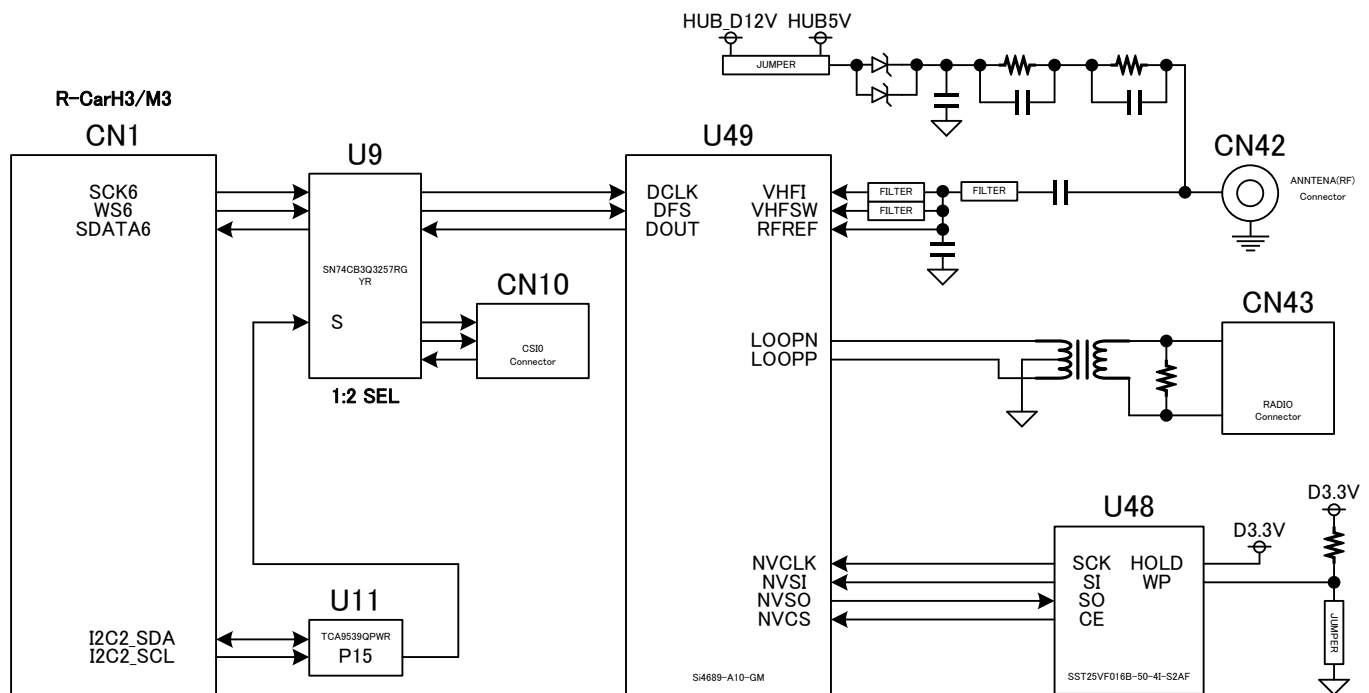 HUB_D12V HUB5V
JUMPER
R-CarH3/M3
CN1
U9
U49
CN42
ANNTENA(RF)
Connector
SCK6
WS6
SDATA6
SN74CB3Q3257RG
YR
S
1:2 SEL
DCLK
DFS
DOUT
VHFI
VHFSW
RFREF
FILTER
FILTER
FILTER
CN10
CSI0
Connector
CN43
LOOPN
LOOPP
RADIO
Connector
U48
D3.3V
D3.3V
NVCLK
NVSI
NVSO
NVCS
SCK
SI
SO
CE
HOLD
WP
JUMPER
U11
I2C2_SDA
I2C2_SCL
TCA9539QPWR
P15
Si4689-A10-GM
SST25VF016B-50-4I-S2AF